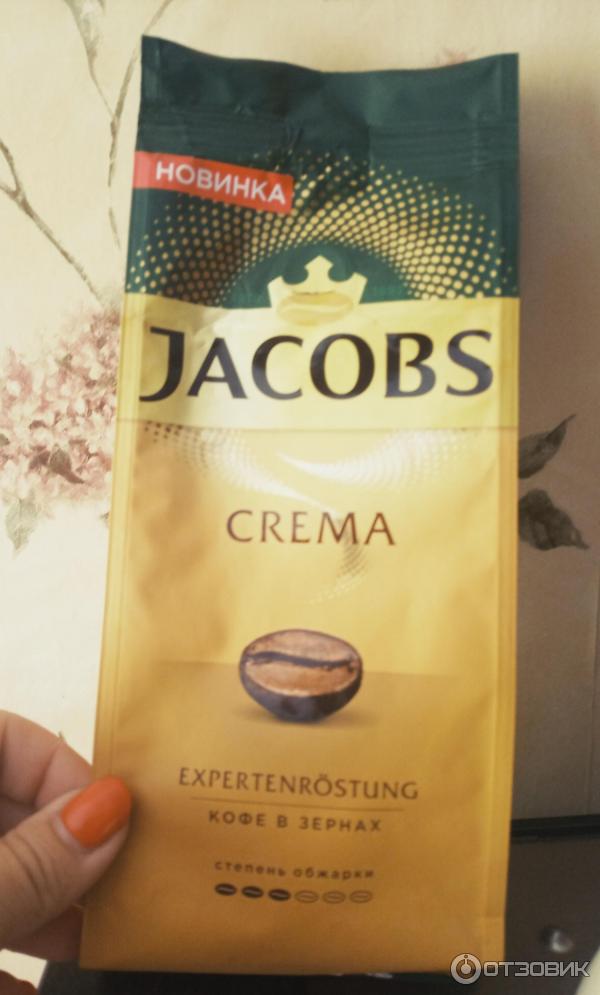 НОВИНКА
JACOBS
CREMA
EXPERTENRÖSTUNG
КОФЕ В ЗЕРНАХ
степень обжарки
ОТЗОВИК